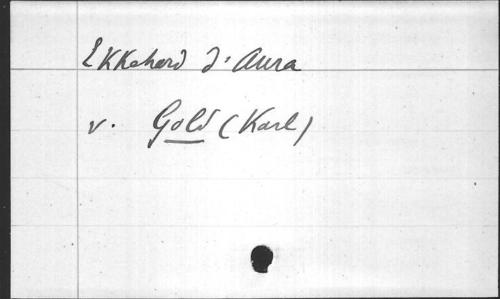 Ekkehard d'Aura
v. Gold (Karl)